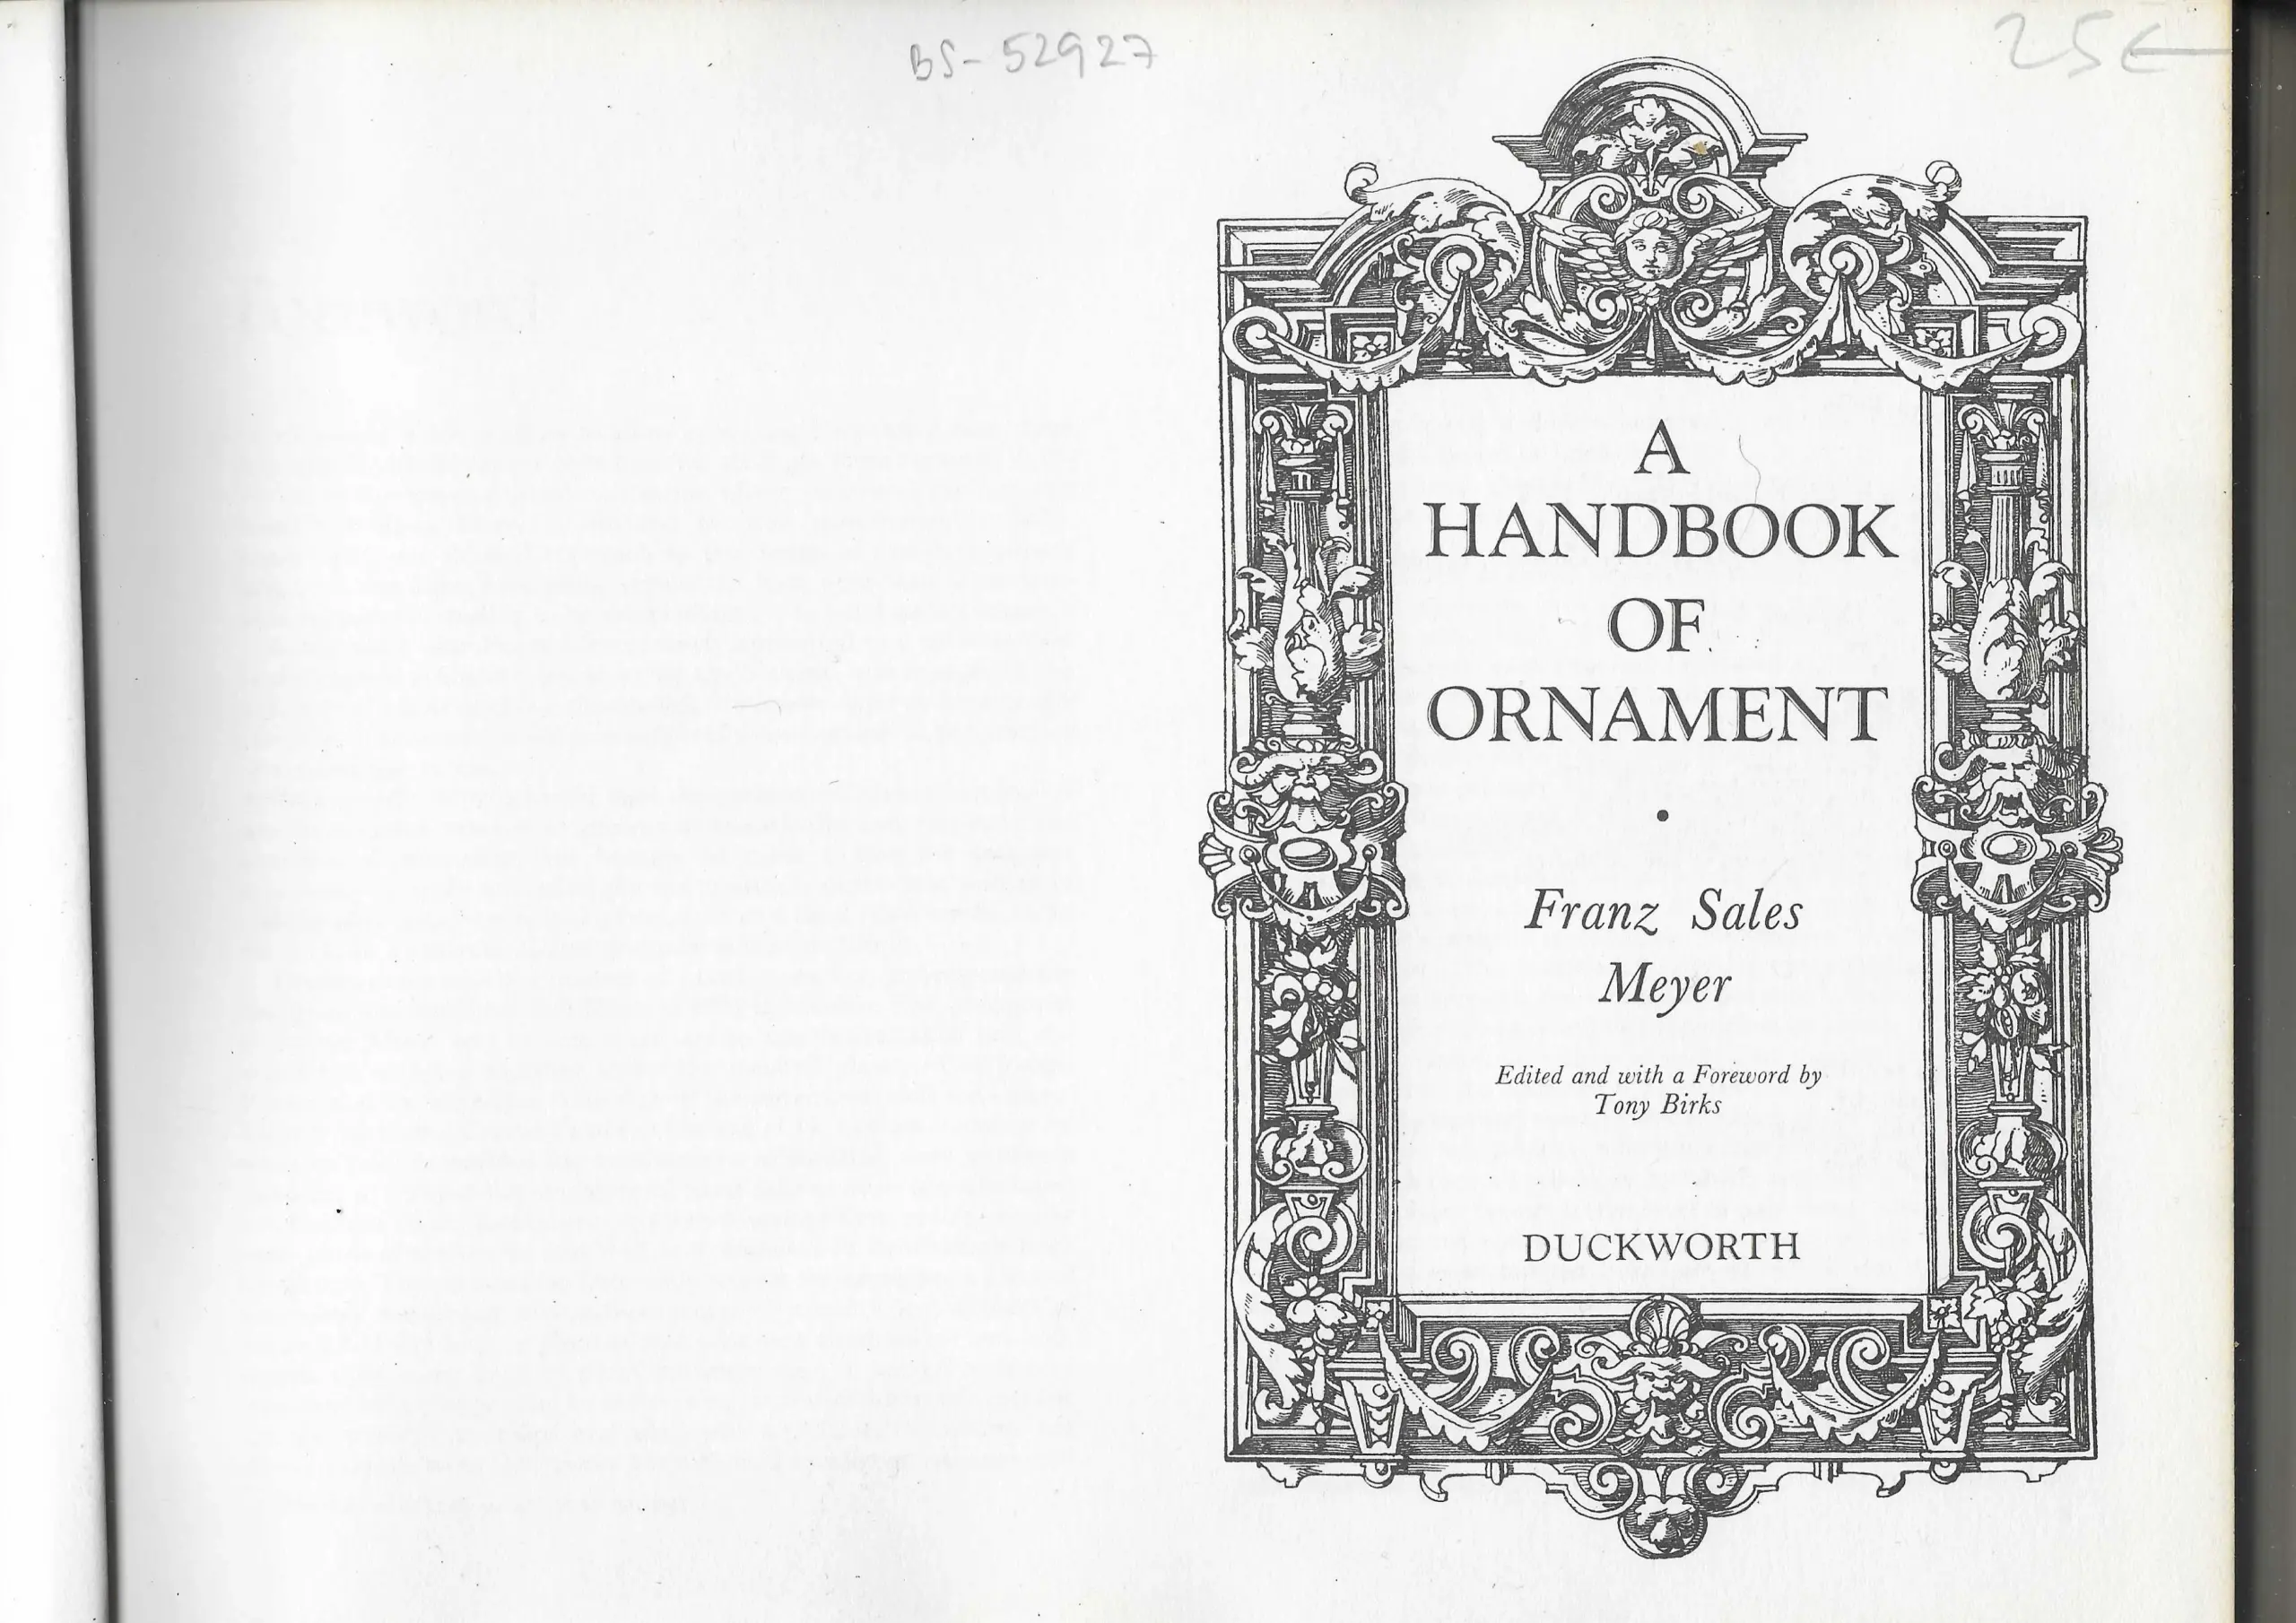 BS-52927
25€
A
HANDBOOK
OF
ORNAMENT
•
Franz Sales
Meyer
Edited and with a Foreword by
Tony Birks
DUCKWORTH